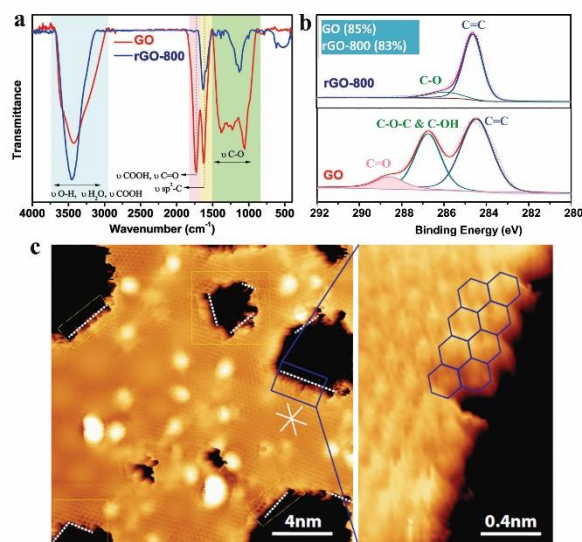 a
GO
rGO-800
υ COOH, υ C=O
υ C-O
υ O-H, υ H2O, υ COOH
υ sp2-C
Transmittance
4000 3500 3000 2500 2000 1500 1000 500
Wavenumber (cm-1)
b
GO (85%)
rGO-800 (83%)
C=C
C-O
rGO-800
C-O-C & C-OH
C=C
C=O
GO
292 290 288 286 284 282 280
Binding Energy (eV)
c
4nm
0.4nm